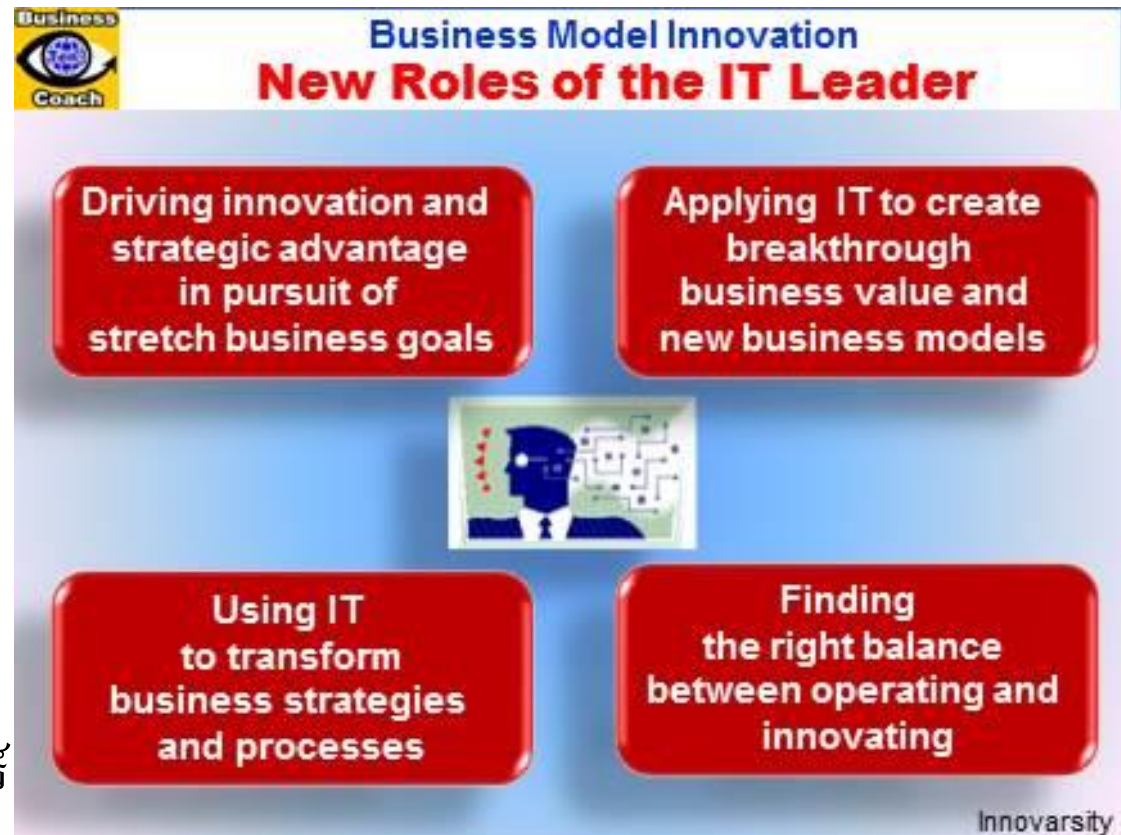 Business
Ten3
Coach
Business Model Innovation
New Roles of the IT Leader
Driving innovation and
strategic advantage
in pursuit of
stretch business goals
Applying IT to create
breakthrough
business value and
new business models
Using IT
to transform
business strategies
and processes
Finding
the right balance
between operating and
innovating
Innovarsity